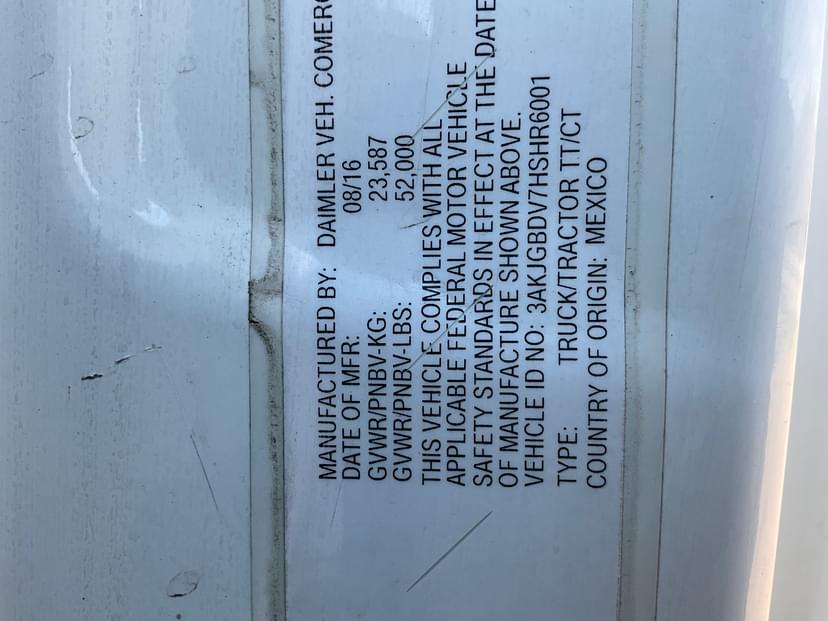 MANUFACTURED BY: DAIMLER VEH.
DATE OF MFR: 08/16
GVWR/PNBV-KG: 23,587
GVWR/PNBV-LBS: 52,000
THIS VEHICLE COMPLIES WITH ALL
APPLICABLE FEDERAL MOTOR VEHICLE
SAFETY STANDARDS IN EFFECT AT THE DATE
OF MANUFACTURE SHOWN ABOVE.
VEHICLE ID NO: 3AKJGBDV7HSHR6001
TYPE: TRUCK/TRACTOR TT/CT
COUNTRY OF ORIGIN: MEXICO